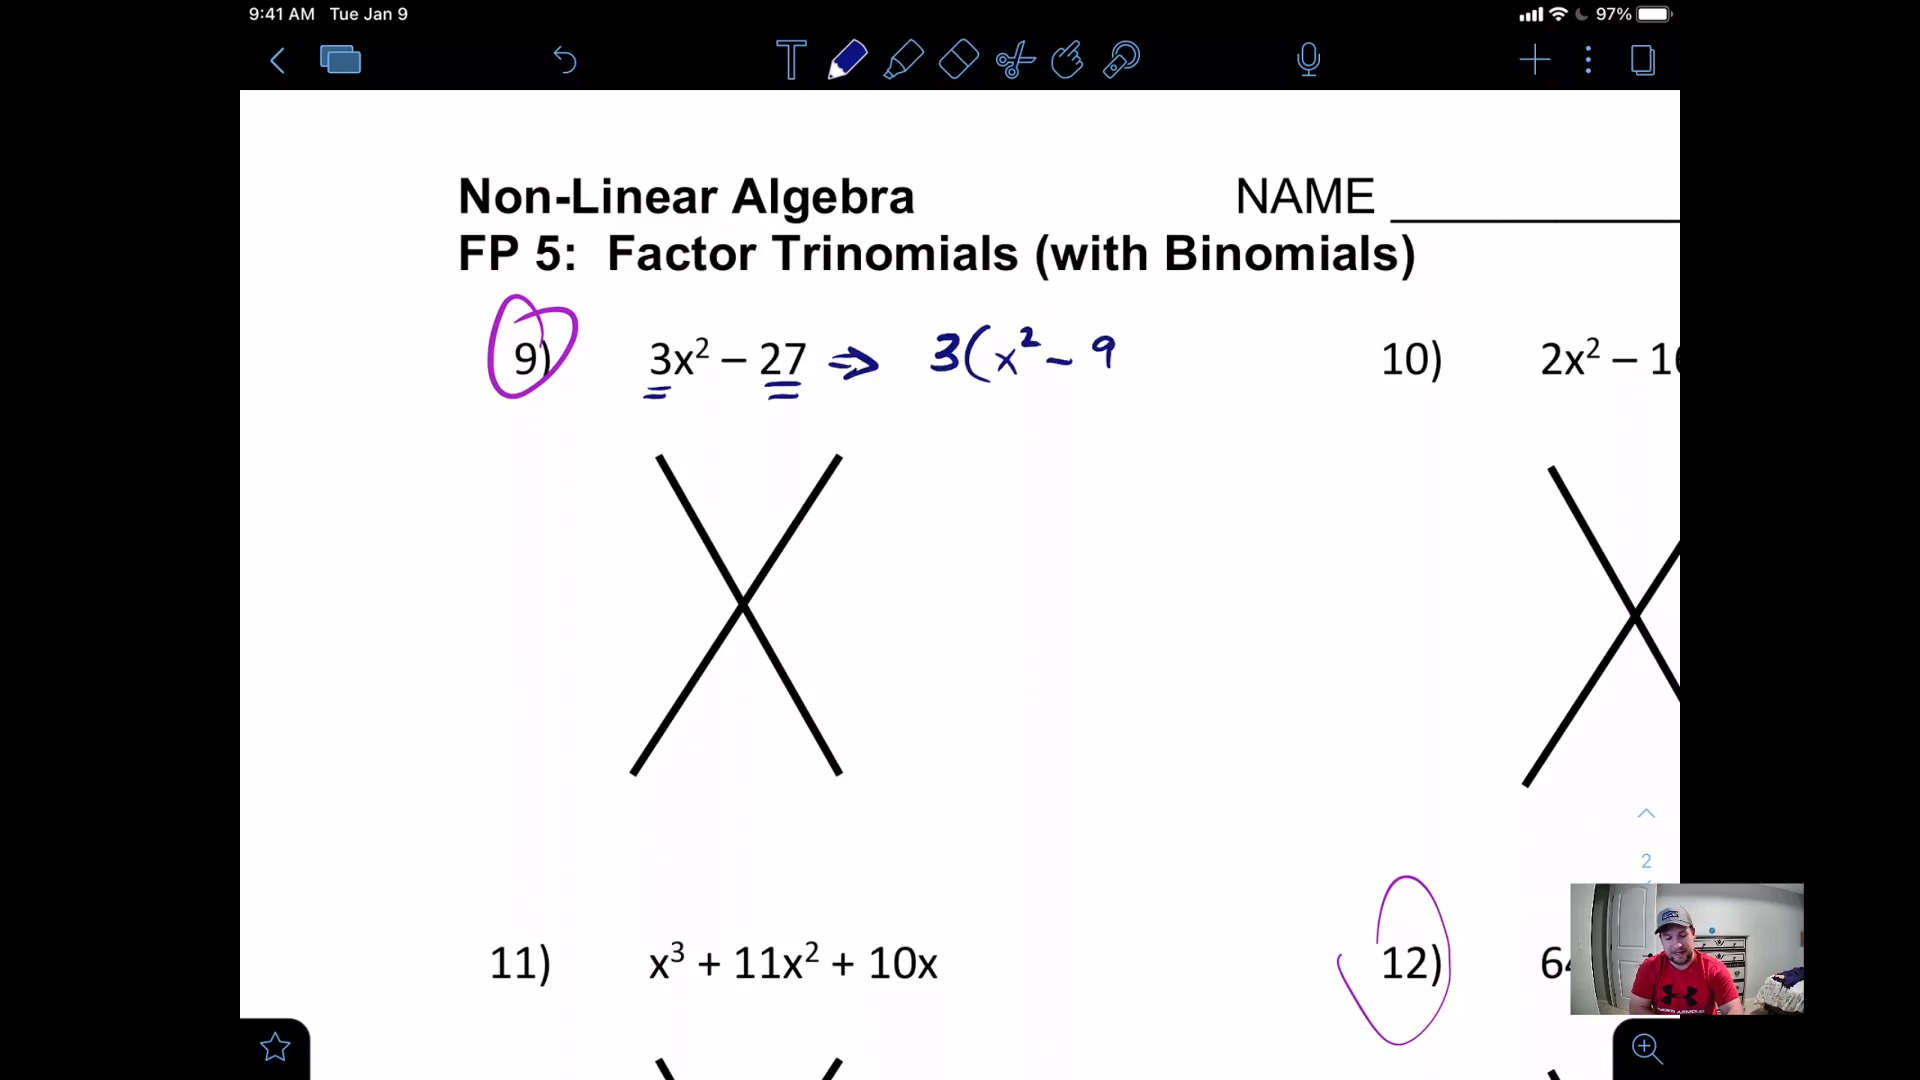 9:41 AM Tue Jan 9
97%
Non-Linear Algebra NAME
FP 5: Factor Trinomials (with Binomials)
9) 3x² – 27 ⇒ 3(x² – 9
10) 2x² – 1
11) x³ + 11x² + 10x
12) 6
2